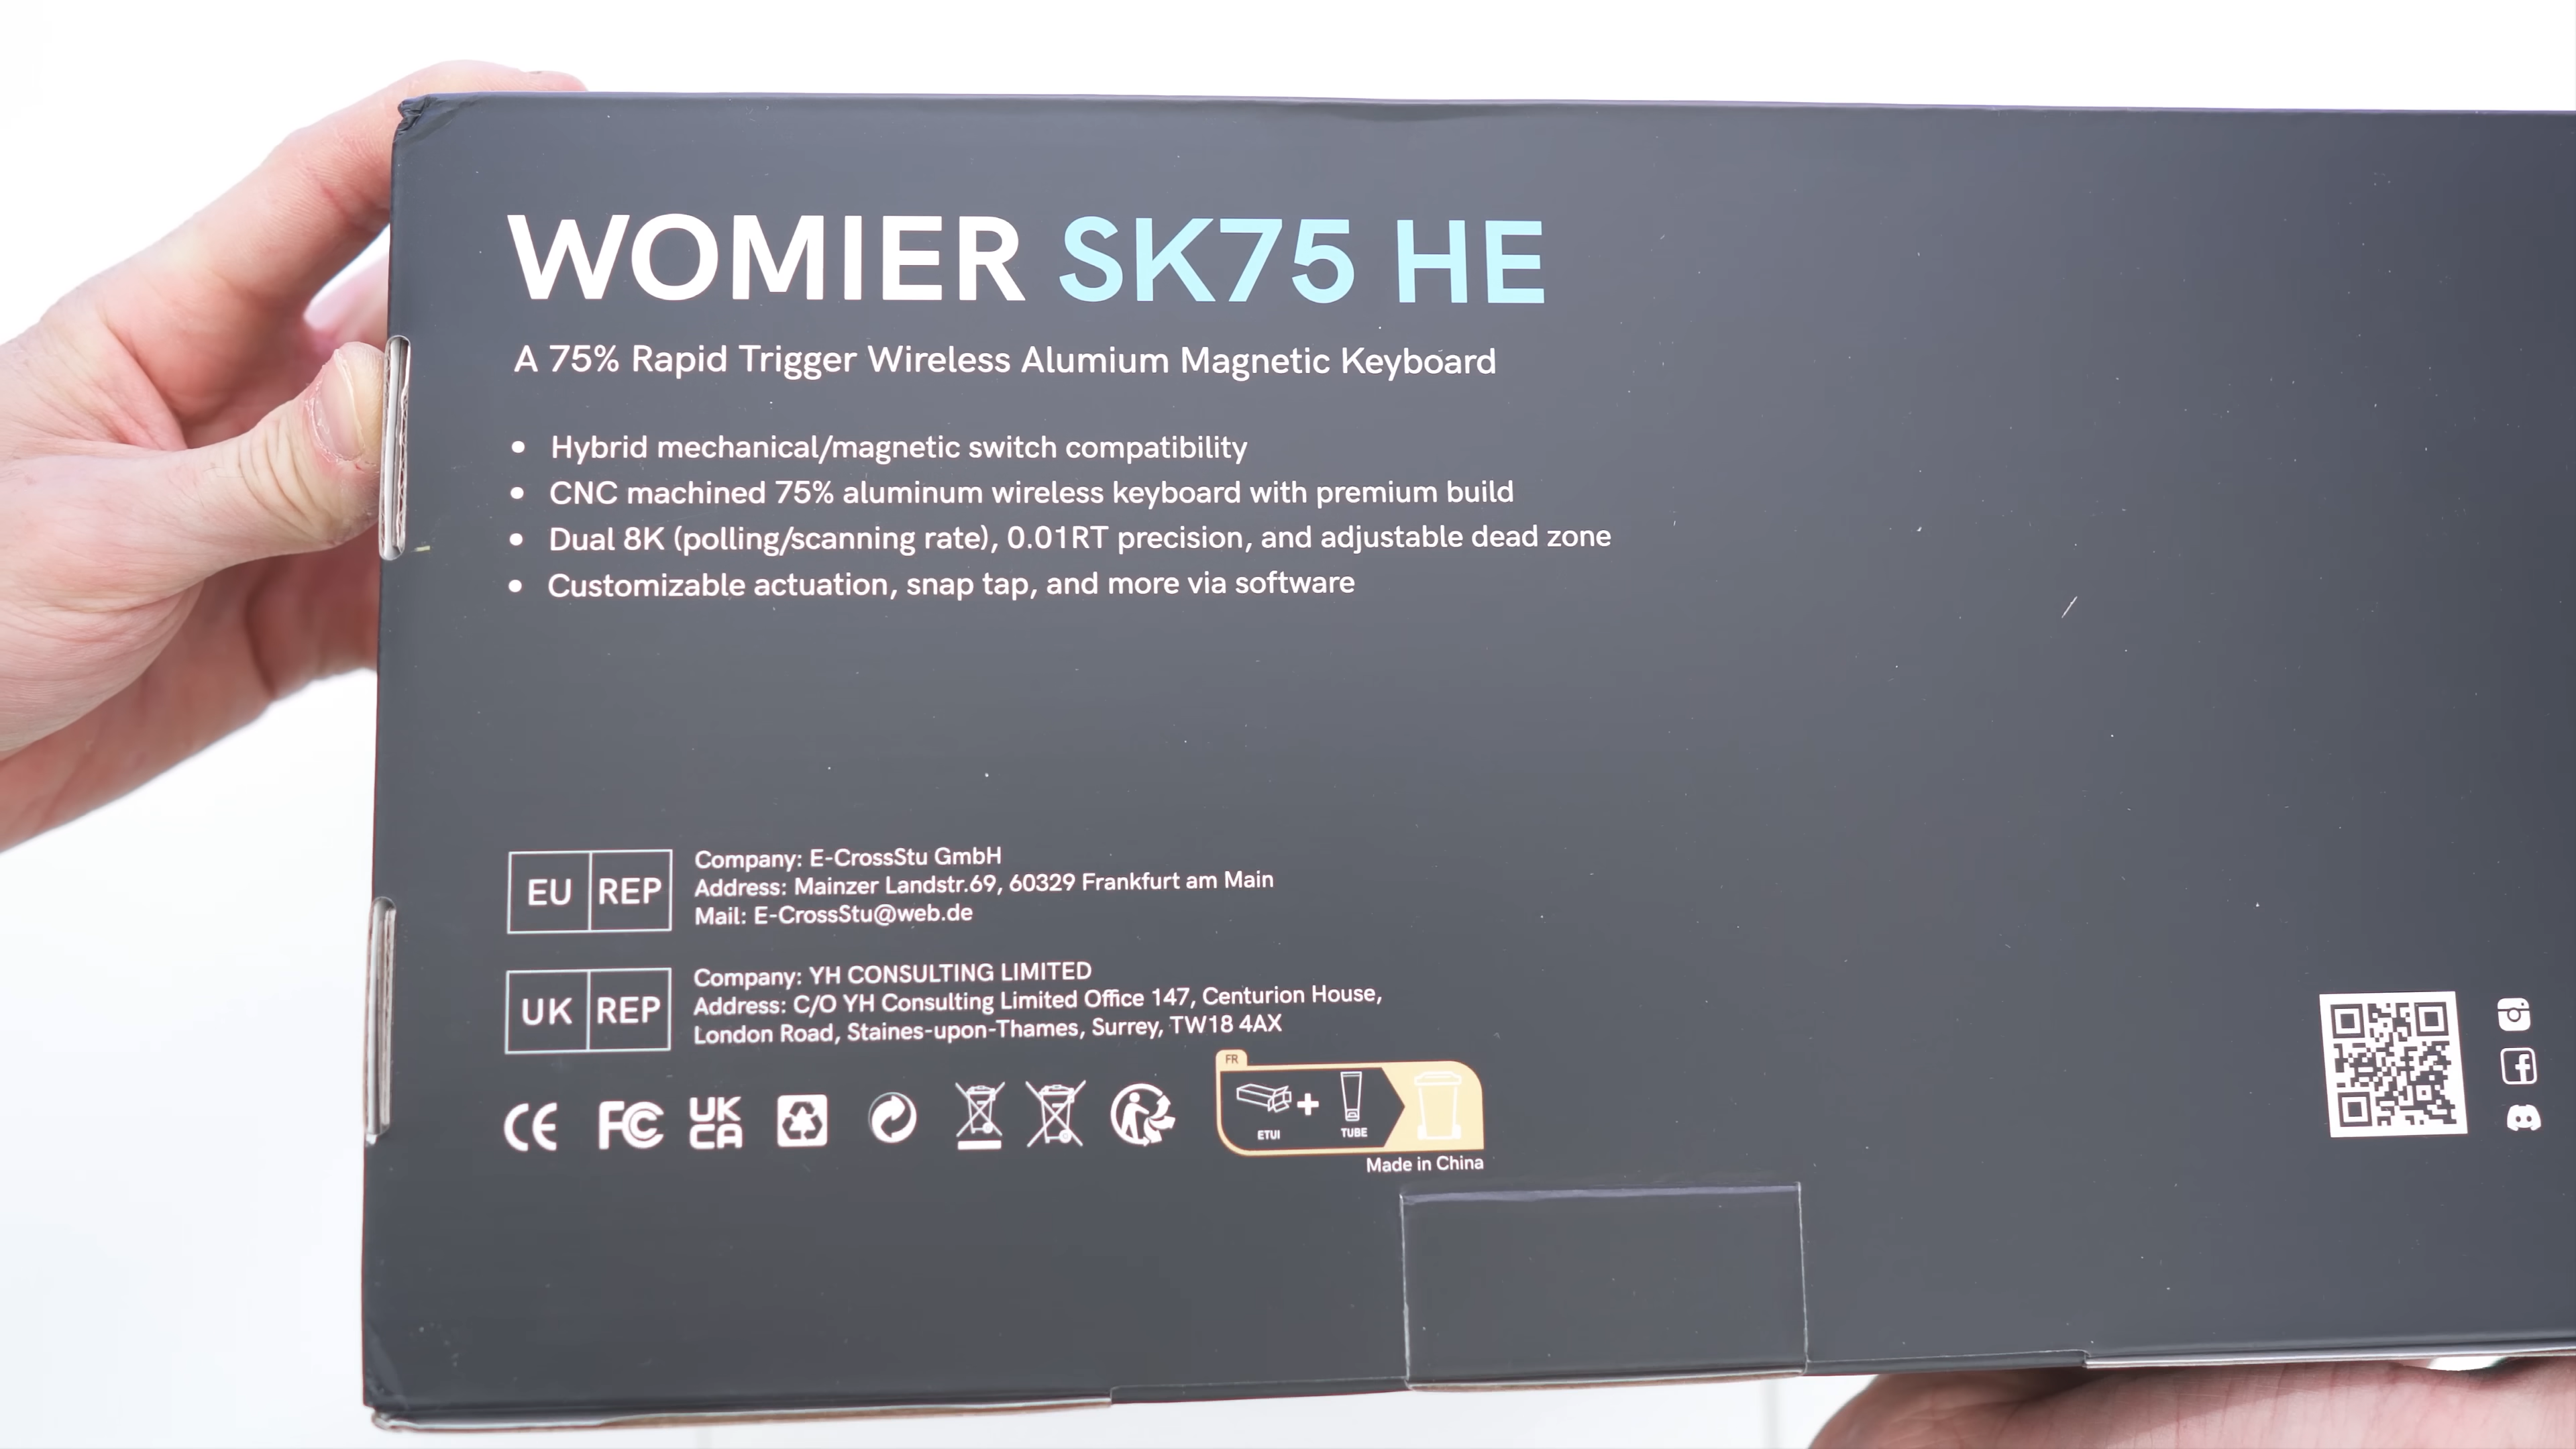 WOMIER SK75 HE
A 75% Rapid Trigger Wireless Alumium Magnetic Keyboard
• Hybrid mechanical/magnetic switch compatibility
• CNC machined 75% aluminum wireless keyboard with premium build
• Dual 8K (polling/scanning rate), 0.01RT precision, and adjustable dead zone
• Customizable actuation, snap tap, and more via software
EU REP
Company: E-CrossStu GmbH
Address: Mainzer Landstr.69, 60329 Frankfurt am Main
Mail: E-CrossStu@web.de
UK REP
Company: YH CONSULTING LIMITED
Address: C/O YH Consulting Limited Office 147, Centurion House,
London Road, Staines-upon-Thames, Surrey, TW18 4AX
CE FC UK
CA
FR
ETUI + TUBE
Made in China